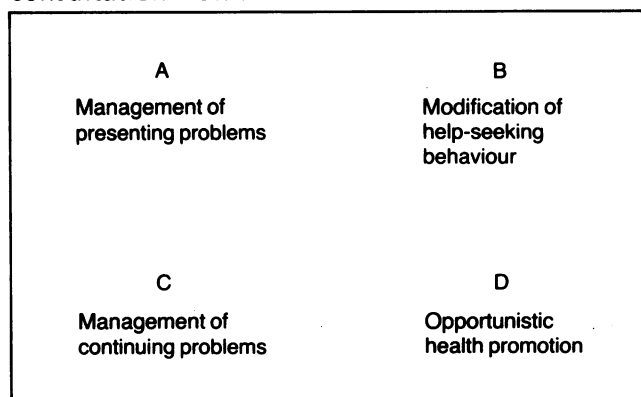 A
Management of
presenting problems
B
Modification of
help-seeking
behaviour
C
Management of
continuing problems
D
Opportunistic
health promotion